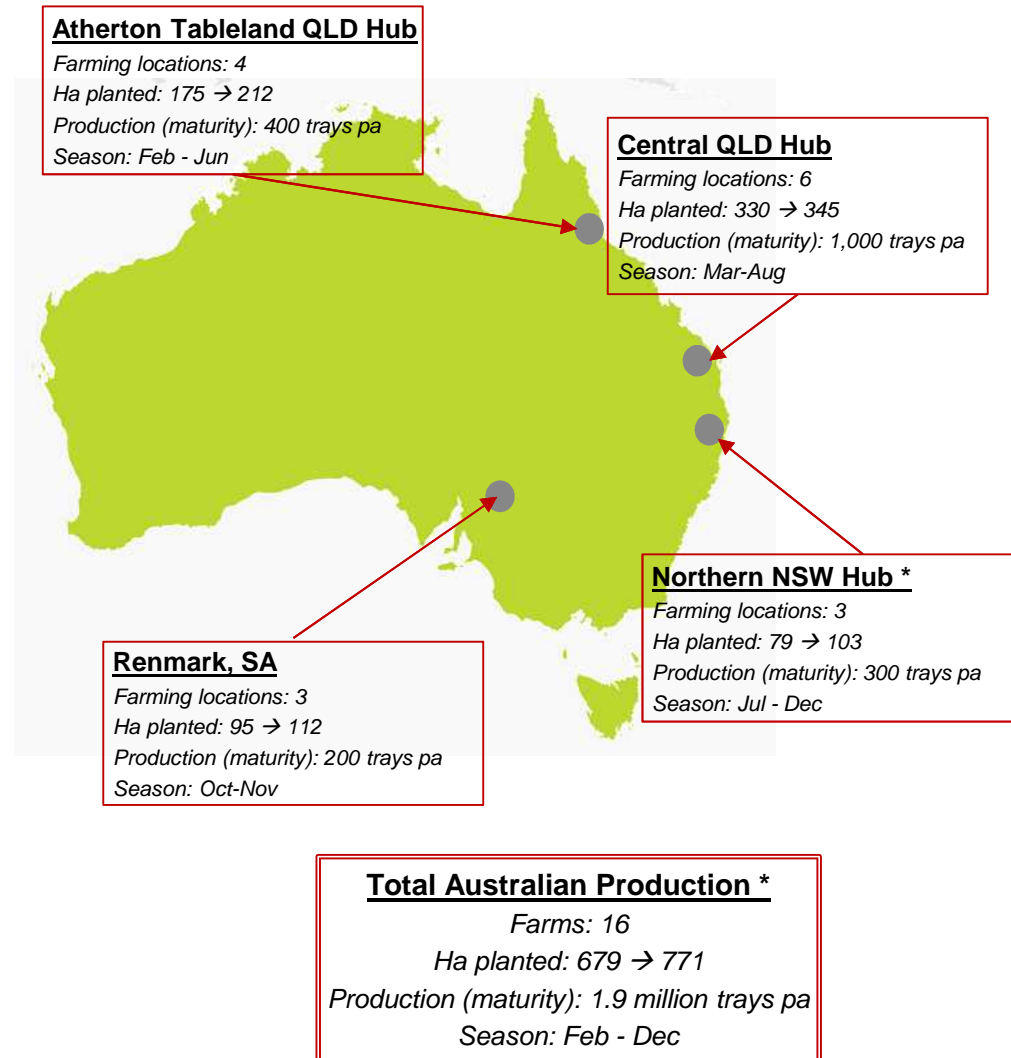 Atherton Tableland QLD Hub
Farming locations: 4
Ha planted: 175 → 212
Production (maturity): 400 trays pa
Season: Feb - Jun
Central QLD Hub
Farming locations: 6
Ha planted: 330 → 345
Production (maturity): 1,000 trays pa
Season: Mar-Aug
Northern NSW Hub *
Farming locations: 3
Ha planted: 79 → 103
Production (maturity): 300 trays pa
Season: Jul - Dec
Renmark, SA
Farming locations: 3
Ha planted: 95 → 112
Production (maturity): 200 trays pa
Season: Oct-Nov
Total Australian Production *
Farms: 16
Ha planted: 679 → 771
Production (maturity): 1.9 million trays pa
Season: Feb - Dec